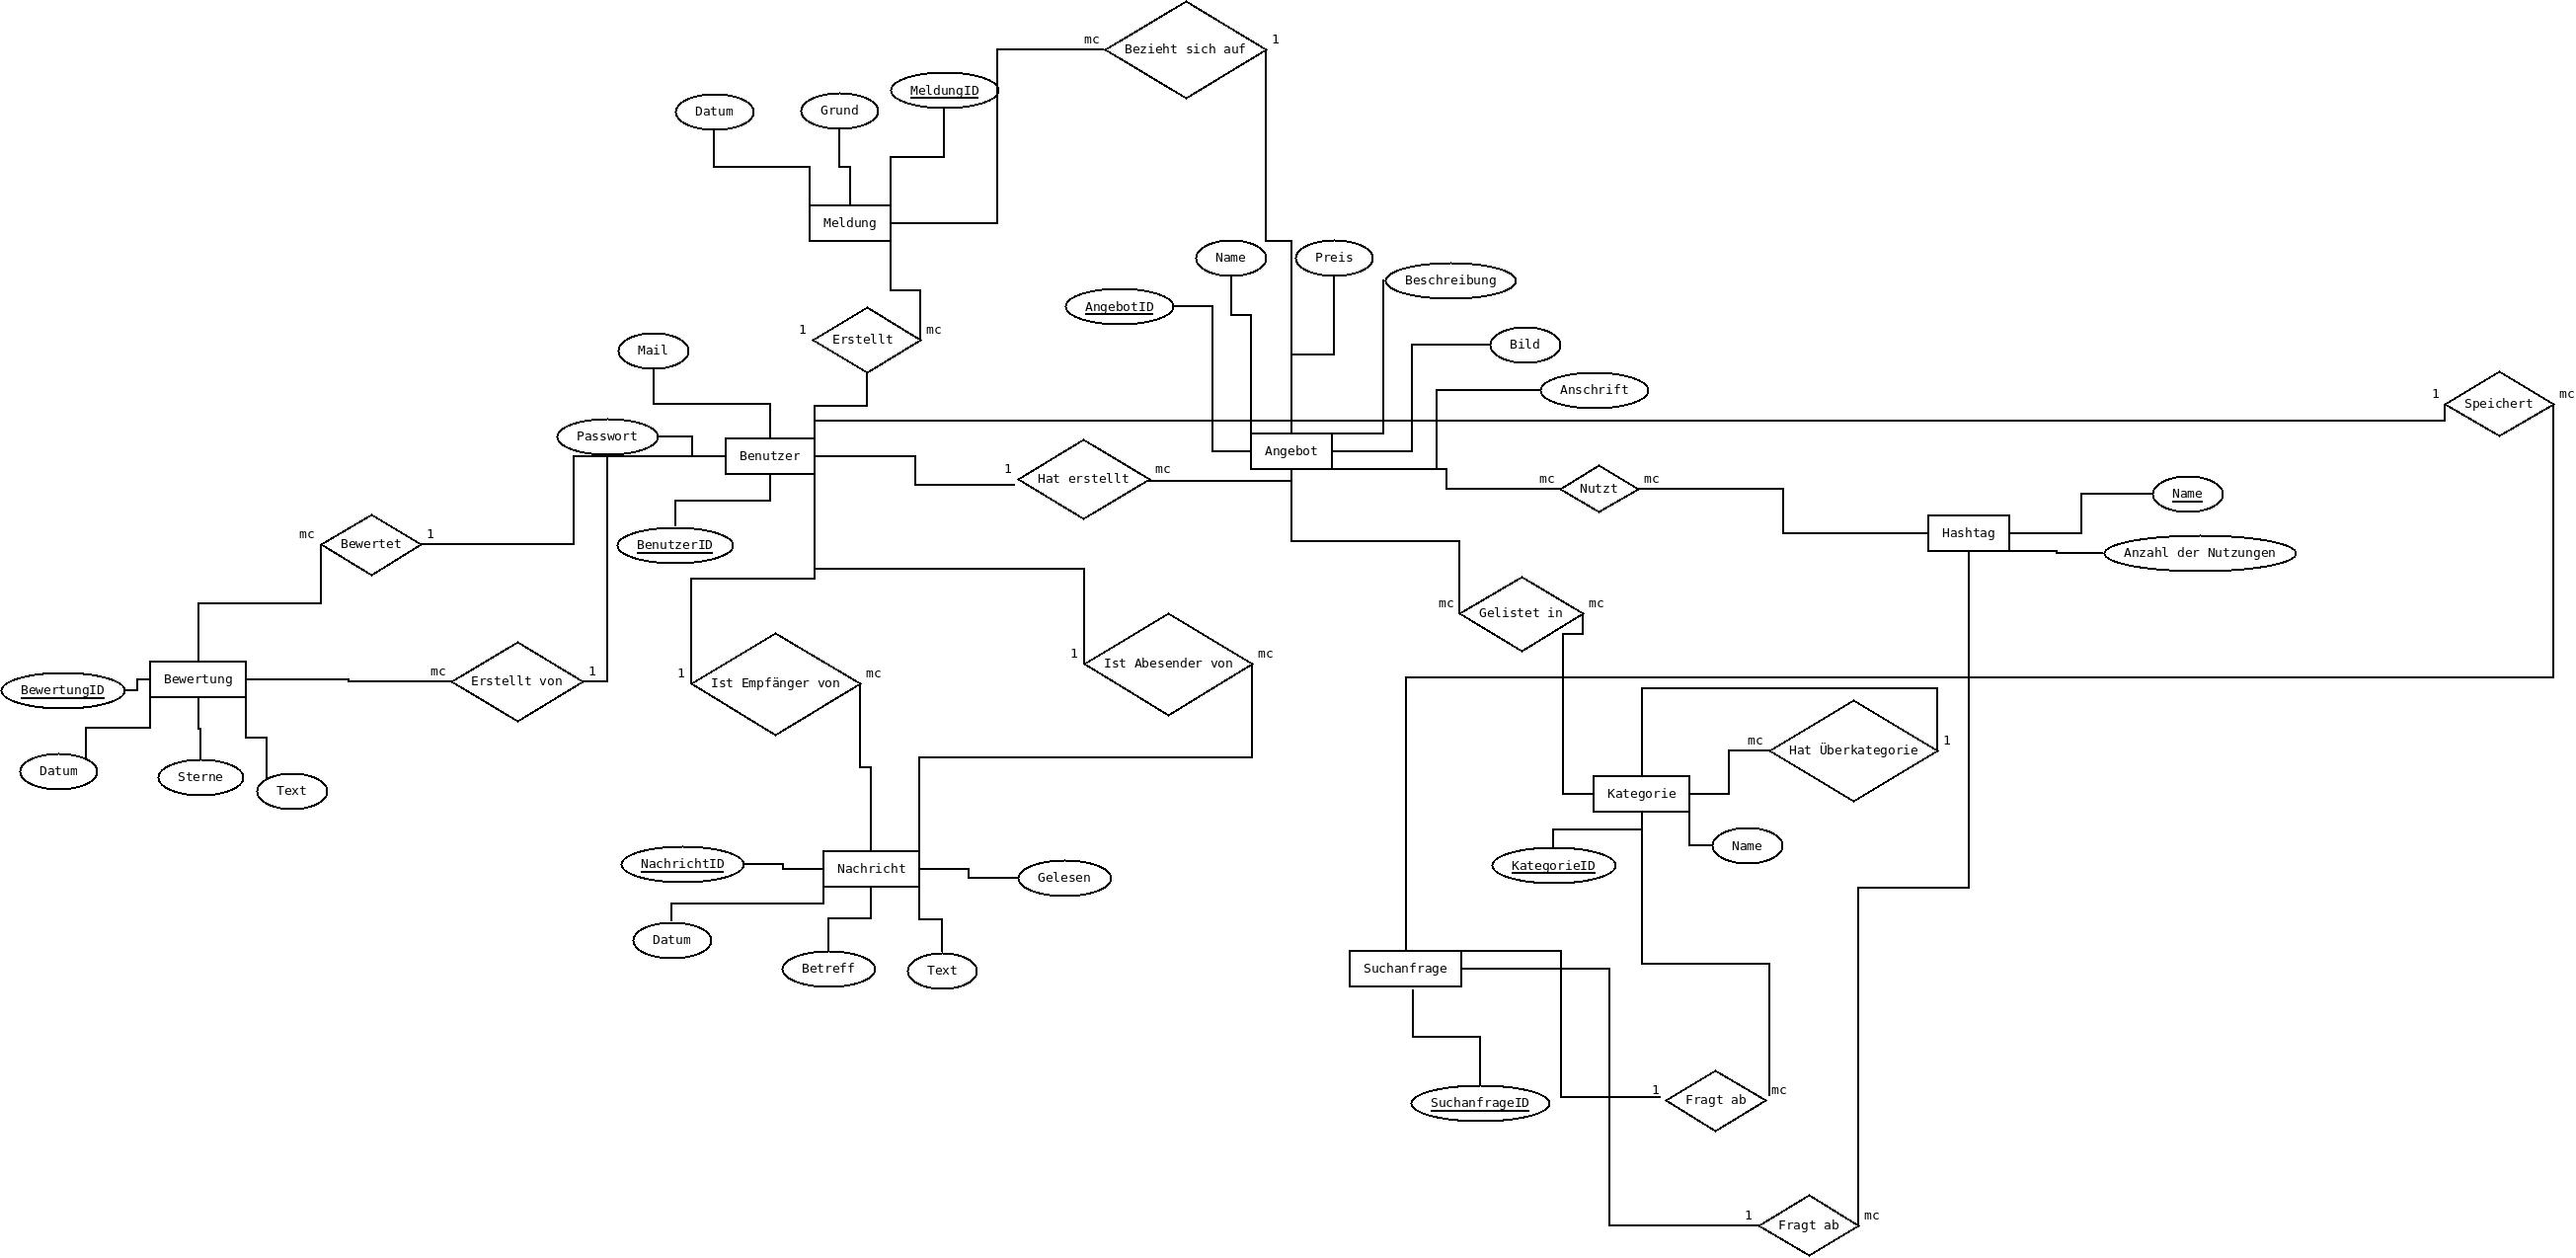 mc
Bezieht sich auf
1
MeldungID
Datum
Grund
Meldung
Name
Preis
Beschreibung
AngebotID
1
Erstellt
mc
Mail
Bild
Anschrift
1
Speichert
mc
Passwort
Benutzer
Angebot
1
Hat erstellt
mc
mc
Nutzt
mc
Name
Hashtag
Anzahl der Nutzungen
mc
Bewertet
1
BenutzerID
mc
Gelistet in
mc
1
Ist Abesender von
mc
BewertungID
Bewertung
mc
Erstellt von
1
1
Ist Empfänger von
mc
Datum
Sterne
Text
mc
Hat Überkategorie
1
Kategorie
KategorieID
Name
NachrichtID
Nachricht
Gelesen
Datum
Betreff
Text
Suchanfrage
SuchanfrageID
1
Fragt ab
mc
1
Fragt ab
mc